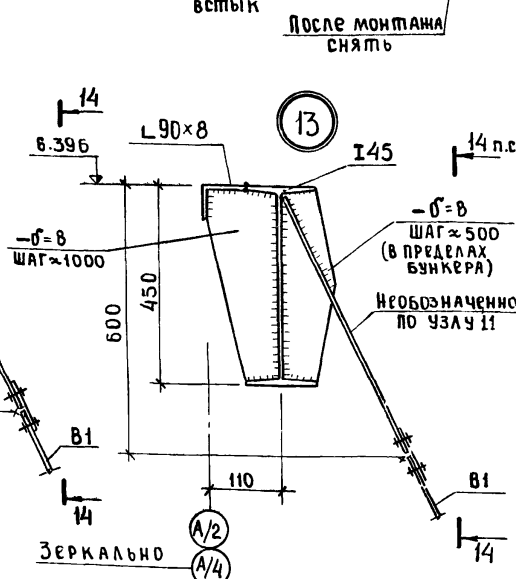 встык
После монтажа
снять
14
13
∟90×8
6.396
I45
14 п.с
–δ=8
шаг≈1000
–δ=8
шаг≈500
(в пределах
бункера)
Необозначенно
по узлу 11
600
450
110
В1
В1
14
14
А/2
Зеркально
А/4